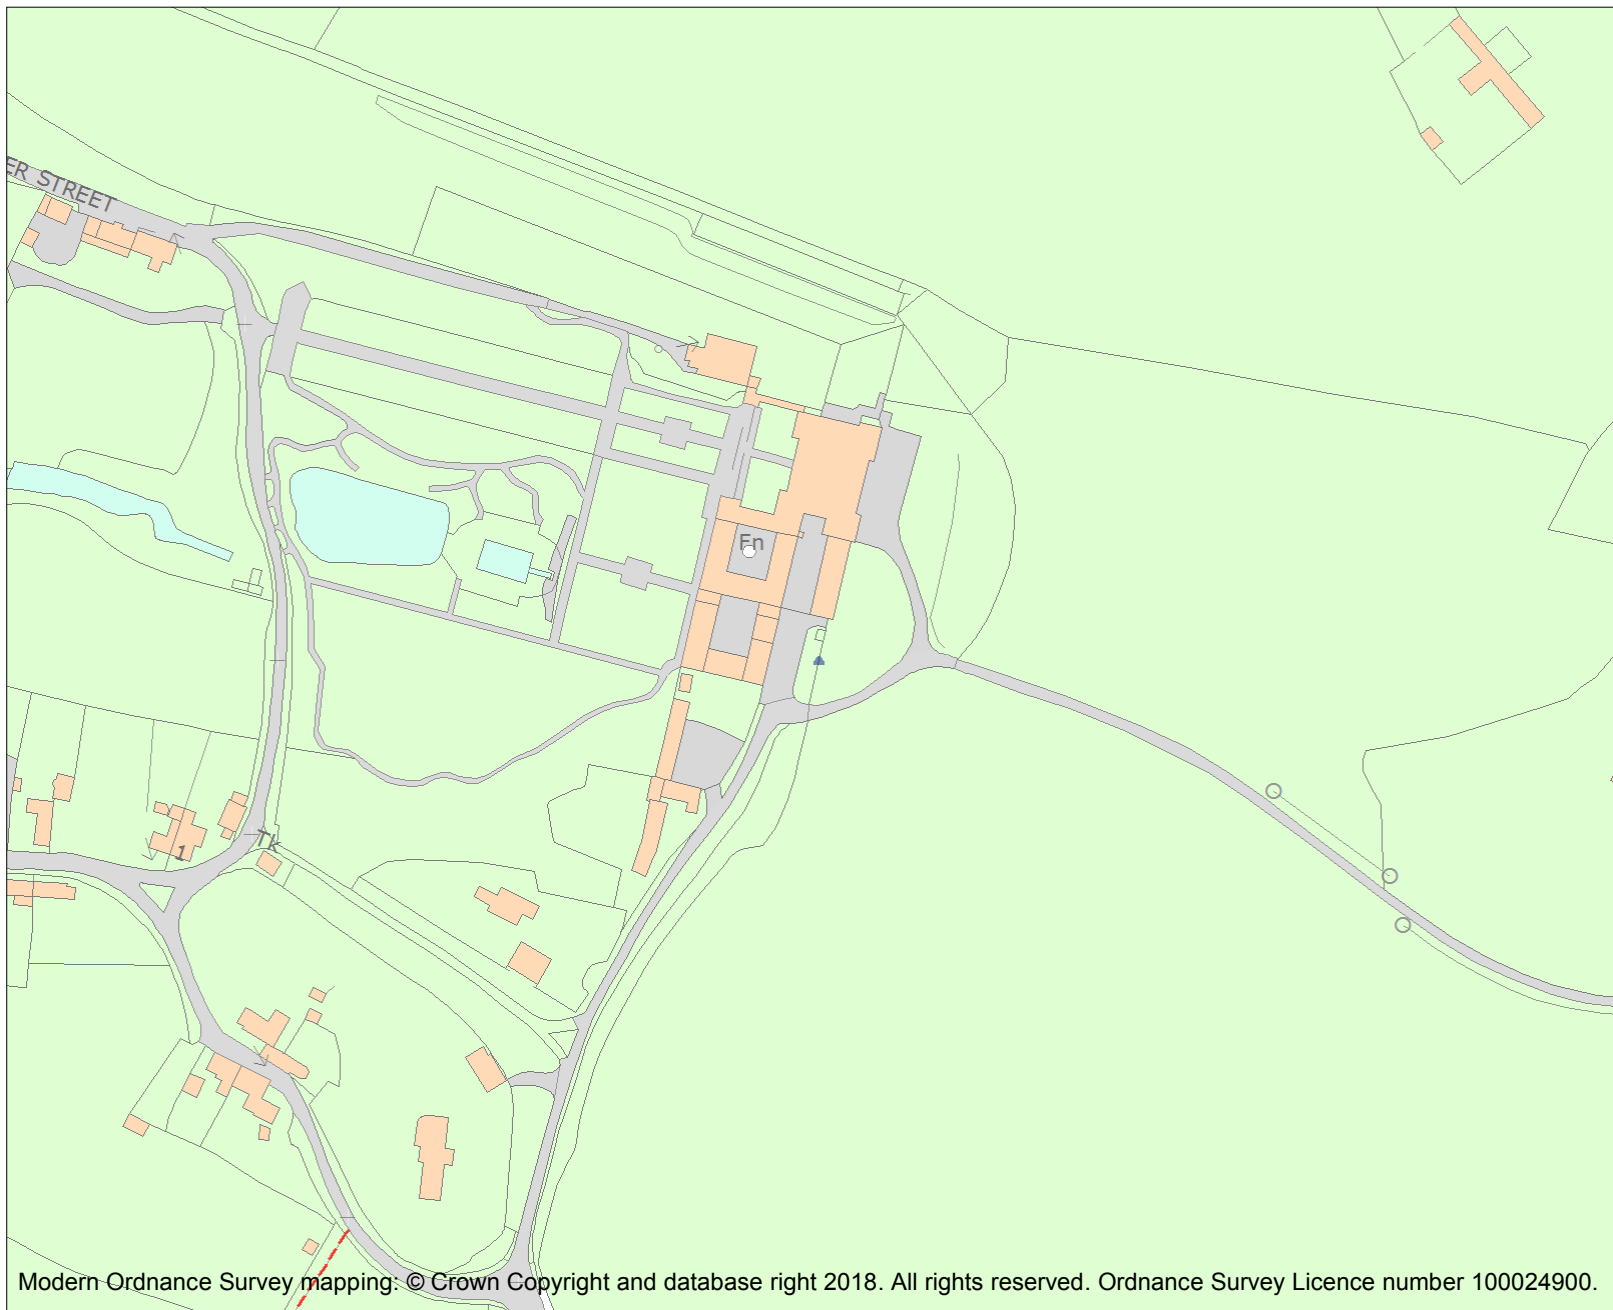 ER STREET
Fn
Tk
1
Modern Ordnance Survey mapping: © Crown Copyright and database right 2018. All rights reserved. Ordnance Survey Licence number 100024900.